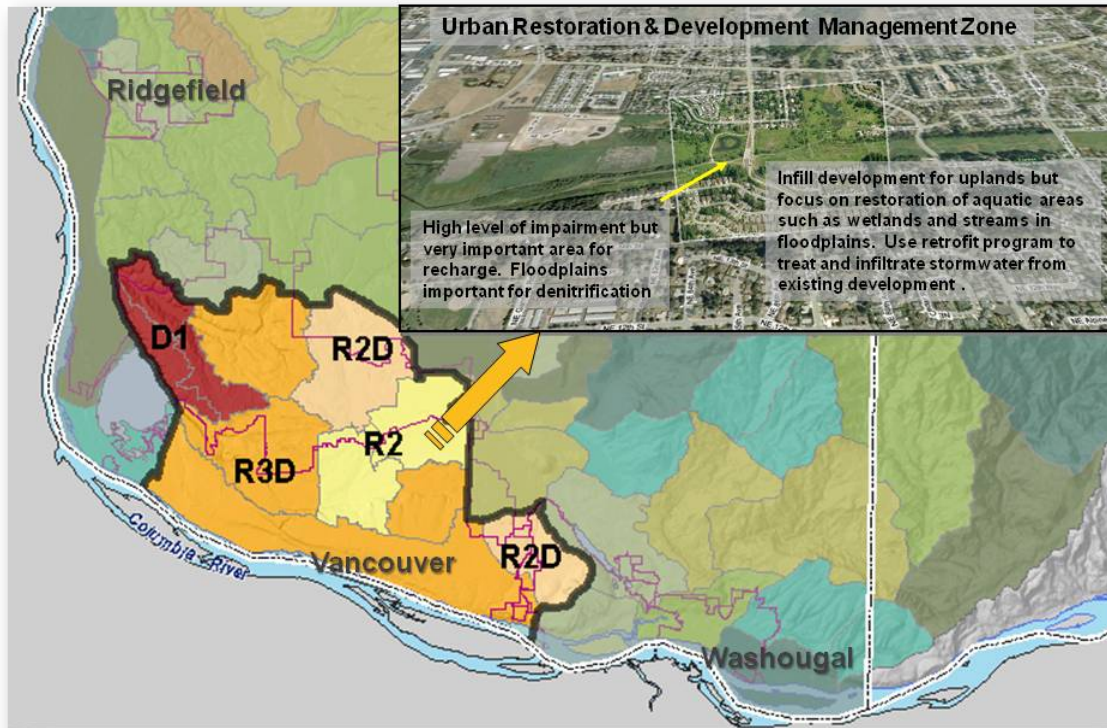 Urban Restoration & Development Management Zone
Ridgefield
High level of impairment but
very important area for
recharge. Floodplains
important for denitrification
Infill development for uplands but
focus on restoration of aquatic areas
such as wetlands and streams in
floodplains. Use retrofit program to
treat and infiltrate stormwater from
existing development .
NE 12th St
D1
R2D
R2
R3D
Columbia River
Vancouver
R2D
Washougal